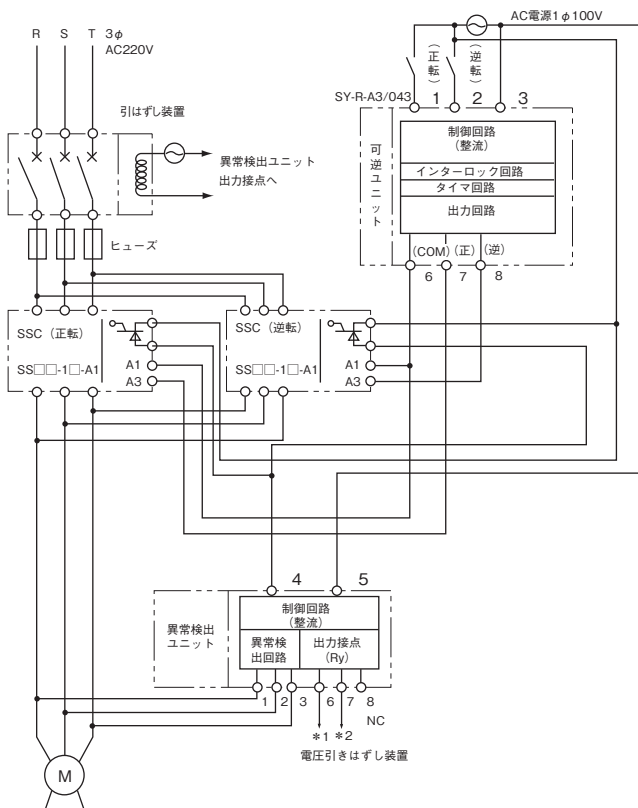 R S T 3φ
AC220V
AC電源1φ100V
(正転)
(逆転)
SY-R-A3/043 1 2 3
引はずし装置
異常検出ユニット
出力接点へ
ヒューズ
可逆ユニット
制御回路
(整流)
インターロック回路
タイマ回路
出力回路
(COM) (正) (逆)
6 7 8
SSC(正転)
SS□□-1□-A1
A1
A3
SSC(逆転)
SS□□-1□-A1
A1
A3
4 5
異常検出
ユニット
制御回路
(整流)
異常検
出回路
出力接点
(Ry)
1 2 3 6 7 8
NC
*1 *2
電圧引きはずし装置
M